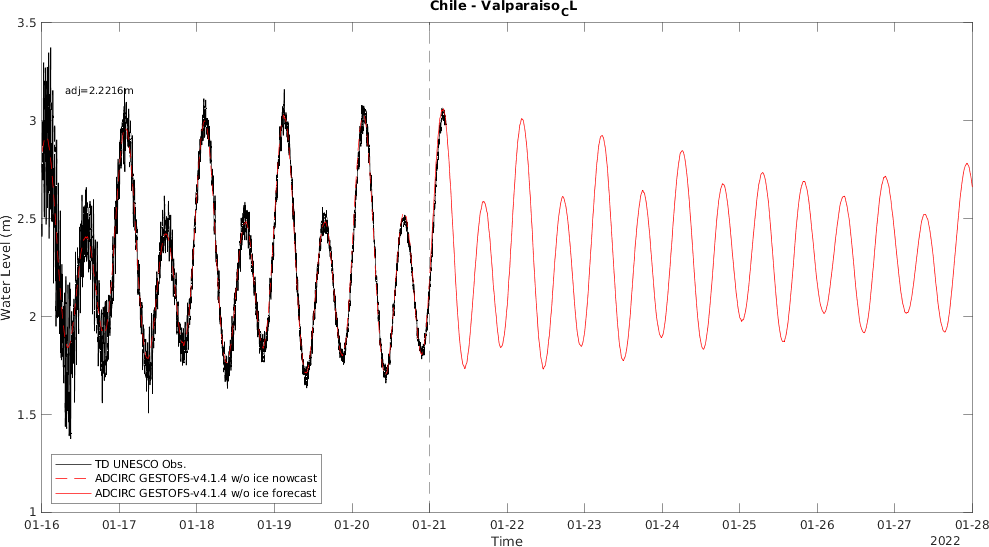 Chile - Valparaiso_CL
3.5
3
2.5
2
1.5
1
Water Level (m)
adj=2.2216m
TD UNESCO Obs.
ADCIRC GESTOFS-v4.1.4 w/o ice nowcast
ADCIRC GESTOFS-v4.1.4 w/o ice forecast
01-16 01-17 01-18 01-19 01-20 01-21 01-22 01-23 01-24 01-25 01-26 01-27 01-28
Time
2022